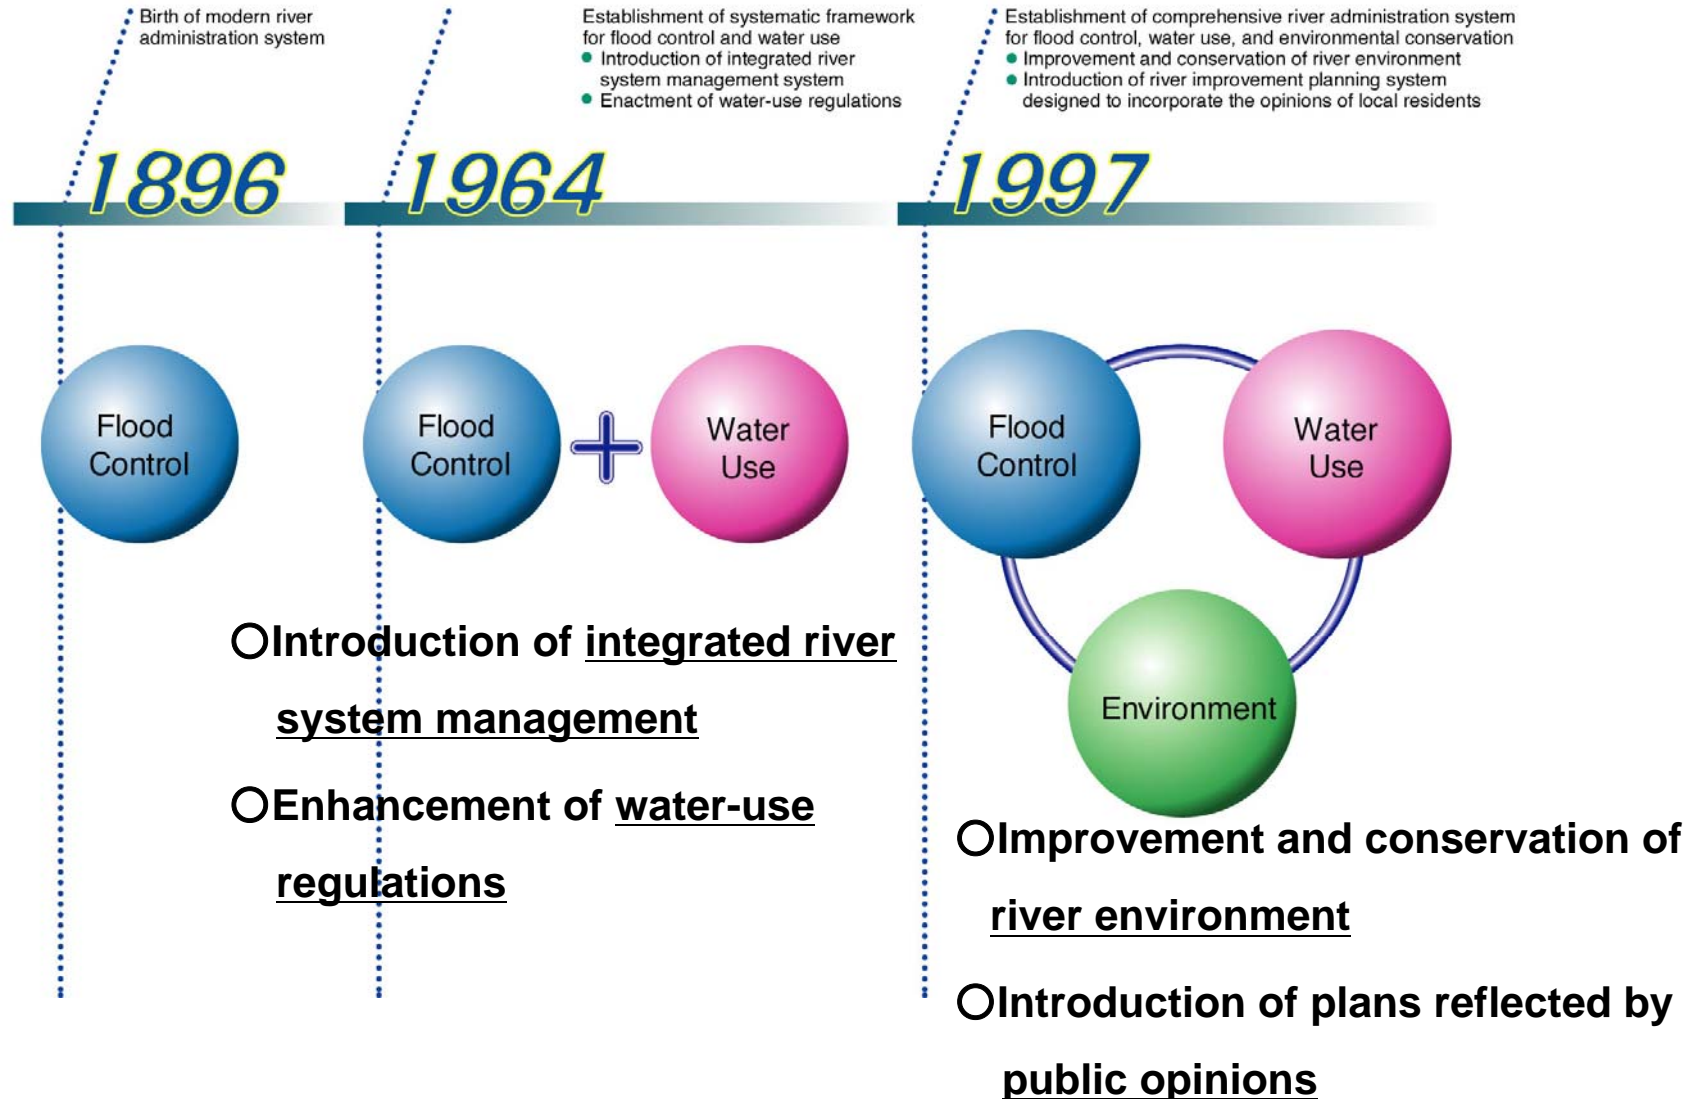 Birth of modern river
administration system
Establishment of systematic framework
for flood control and water use
● Introduction of integrated river
system management system
● Enactment of water-use regulations
Establishment of comprehensive river administration system
for flood control, water use, and environmental conservation
● Improvement and conservation of river environment
● Introduction of river improvement planning system
designed to incorporate the opinions of local residents
1896
1964
1997
Flood
Control
Flood
Control
Water
Use
Flood
Control
Water
Use
Environment
○Introduction of integrated river
system management
○Enhancement of water-use
regulations
○Improvement and conservation of
river environment
○Introduction of plans reflected by
public opinions